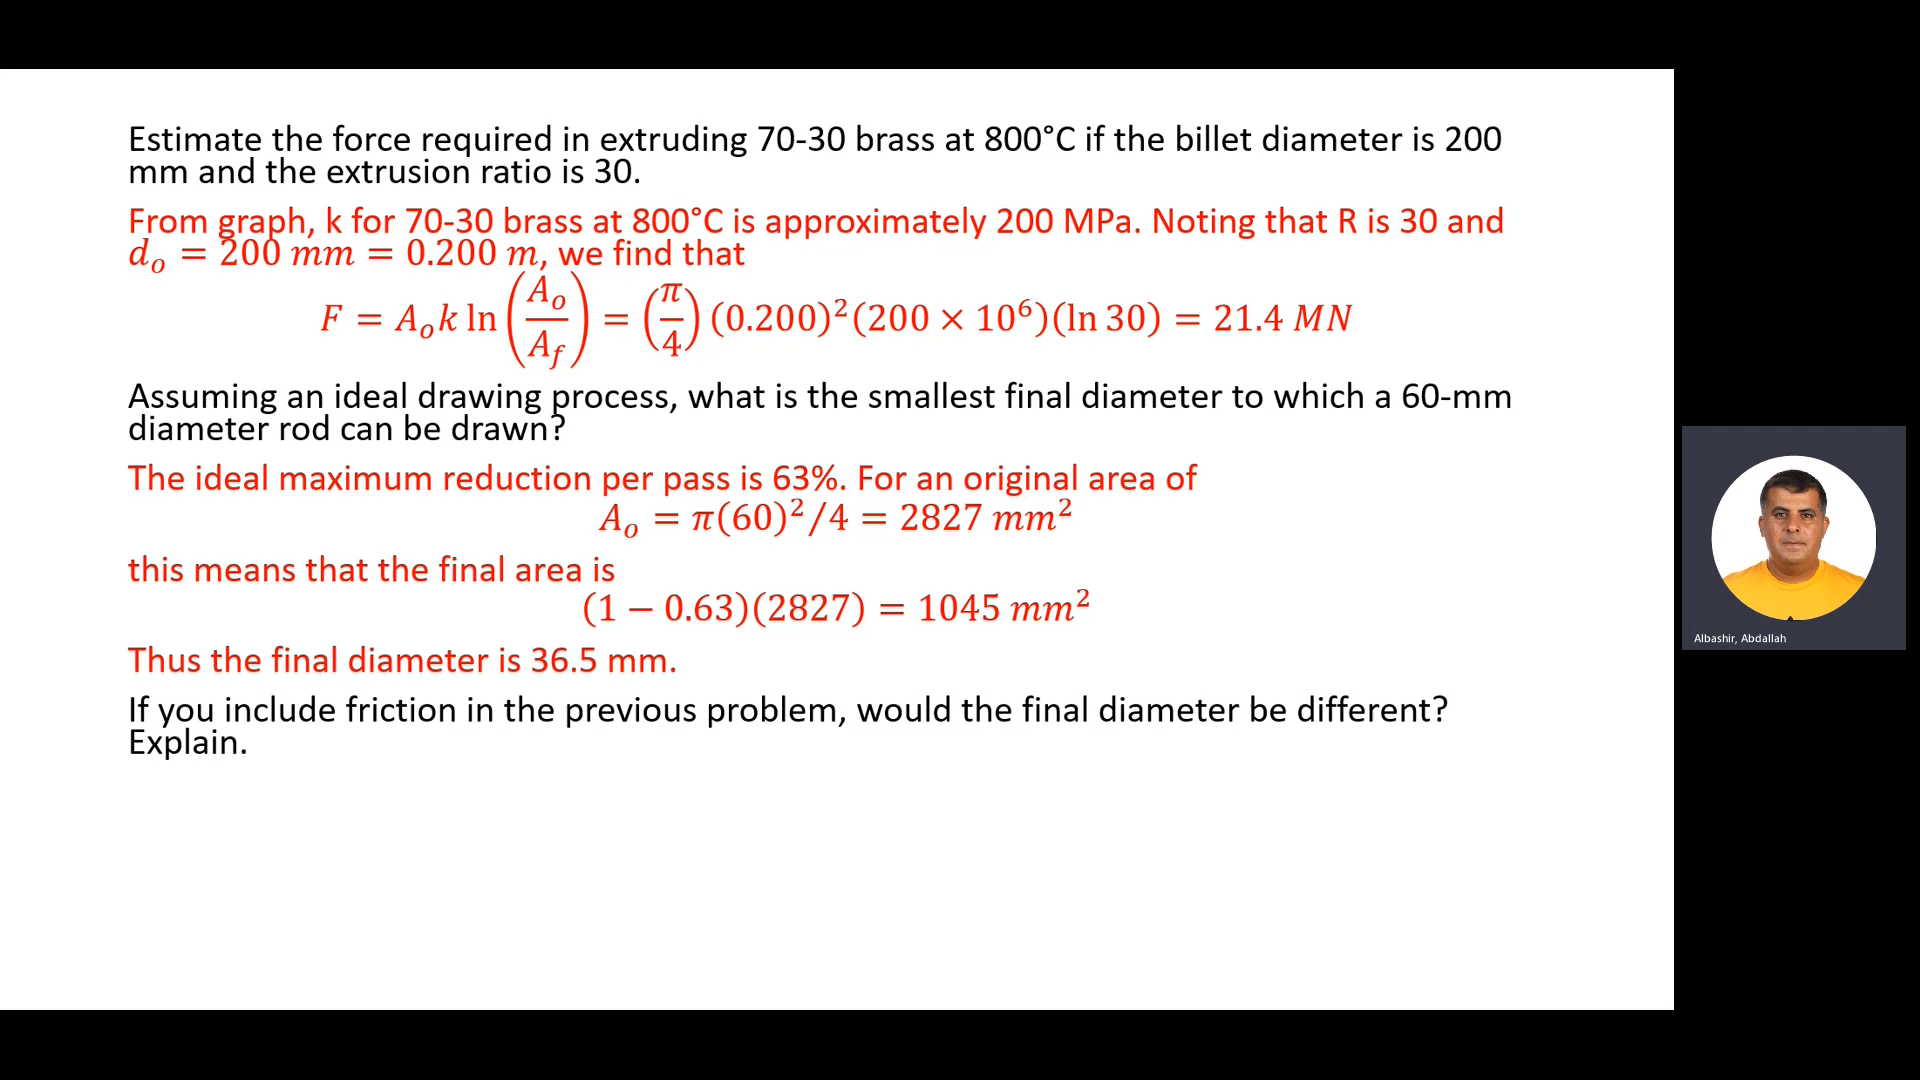 Estimate the force required in extruding 70-30 brass at 800°C if the billet diameter is 200
mm and the extrusion ratio is 30.
From graph, k for 70-30 brass at 800°C is approximately 200 MPa. Noting that R is 30 and
dₒ = 200 mm = 0.200 m, we find that
F = Aₒk ln(Aₒ/A_f) = (π/4)(0.200)²(200 × 10⁶)(ln 30) = 21.4 MN
Assuming an ideal drawing process, what is the smallest final diameter to which a 60-mm
diameter rod can be drawn?
The ideal maximum reduction per pass is 63%. For an original area of
Aₒ = π(60)²/4 = 2827 mm²
this means that the final area is
(1 − 0.63)(2827) = 1045 mm²
Thus the final diameter is 36.5 mm.
If you include friction in the previous problem, would the final diameter be different?
Explain.
Albashir, Abdallah